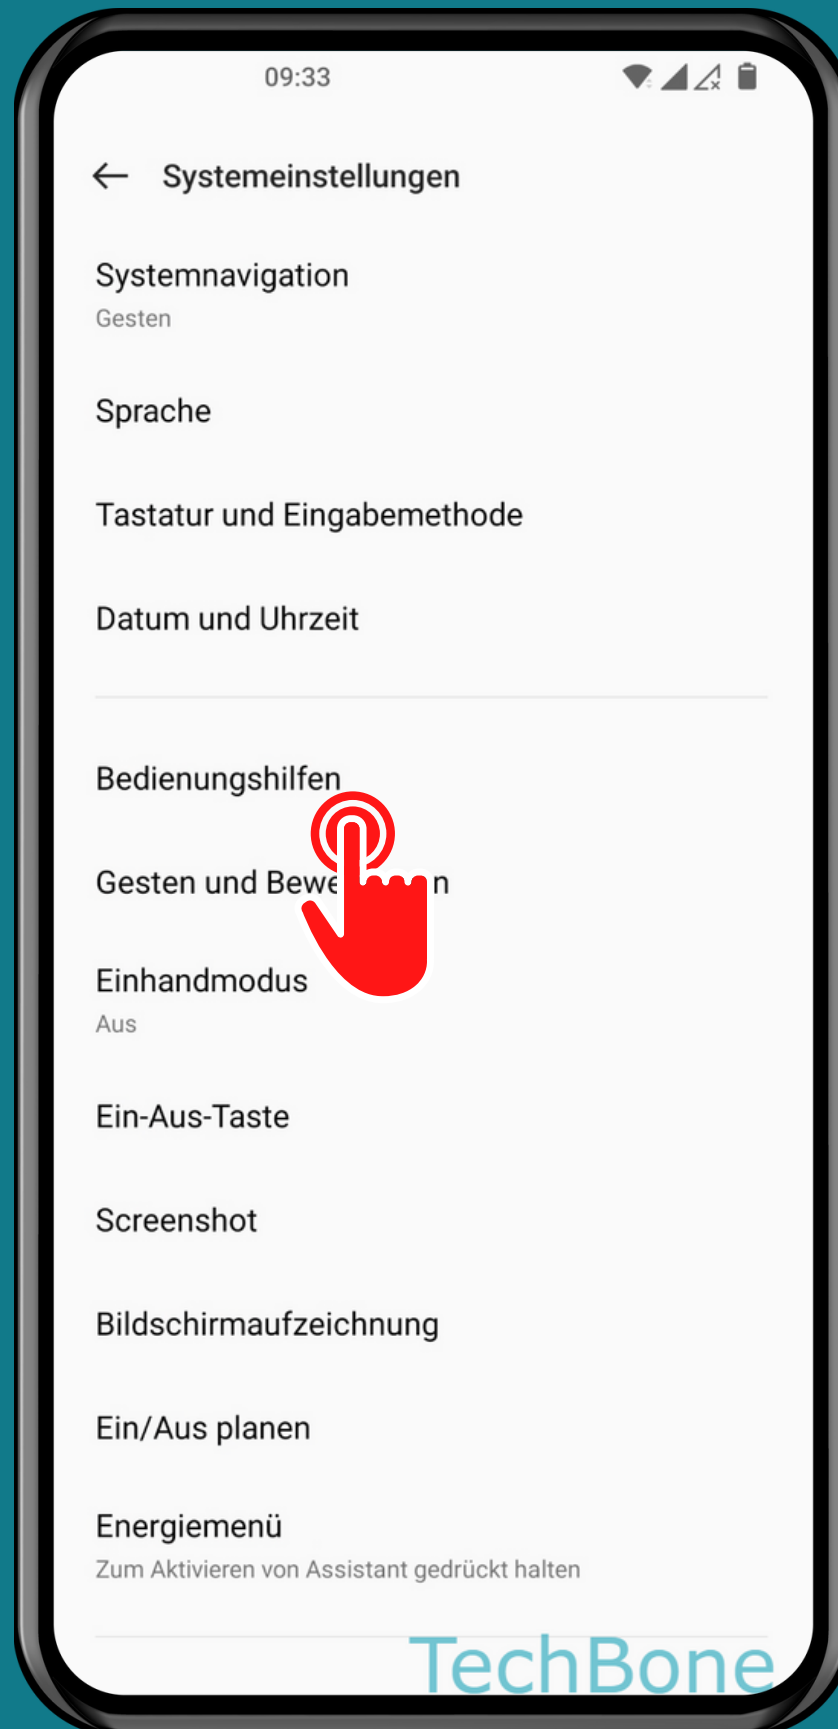 09:33
Systemeinstellungen
Systemnavigation
Gesten
Sprache
Tastatur und Eingabemethode
Datum und Uhrzeit
Bedienungshilfen
Gesten und
Einhandmodus
Aus
Ein-Aus-Taste
Screenshot
Bildschirmaufzeichnung
Ein/Aus planen
Energiemenü
Zum Aktivieren von Assistant gedrückt halten
TechBone